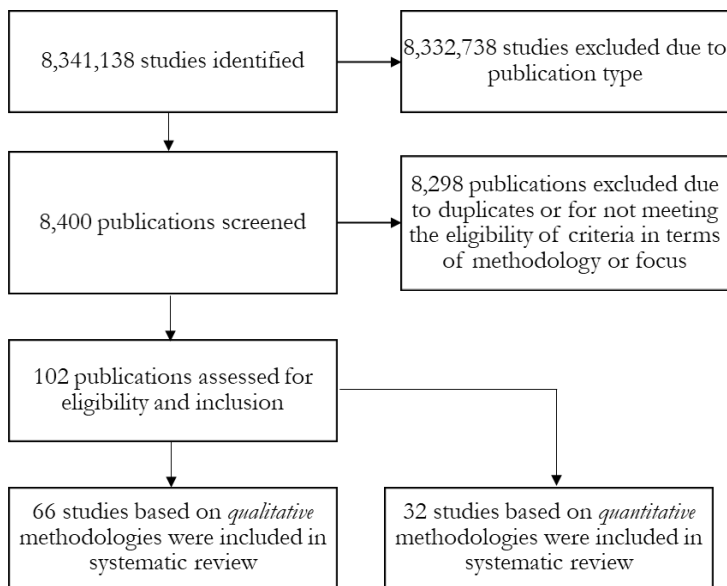 8,341,138 studies identified
8,332,738 studies excluded due to
publication type
8,400 publications screened
8,298 publications excluded due
to duplicates or for not meeting
the eligibility of criteria in terms
of methodology or focus
102 publications assessed for
eligibility and inclusion
66 studies based on qualitative
methodologies were included in
systematic review
32 studies based on quantitative
methodologies were included in
systematic review